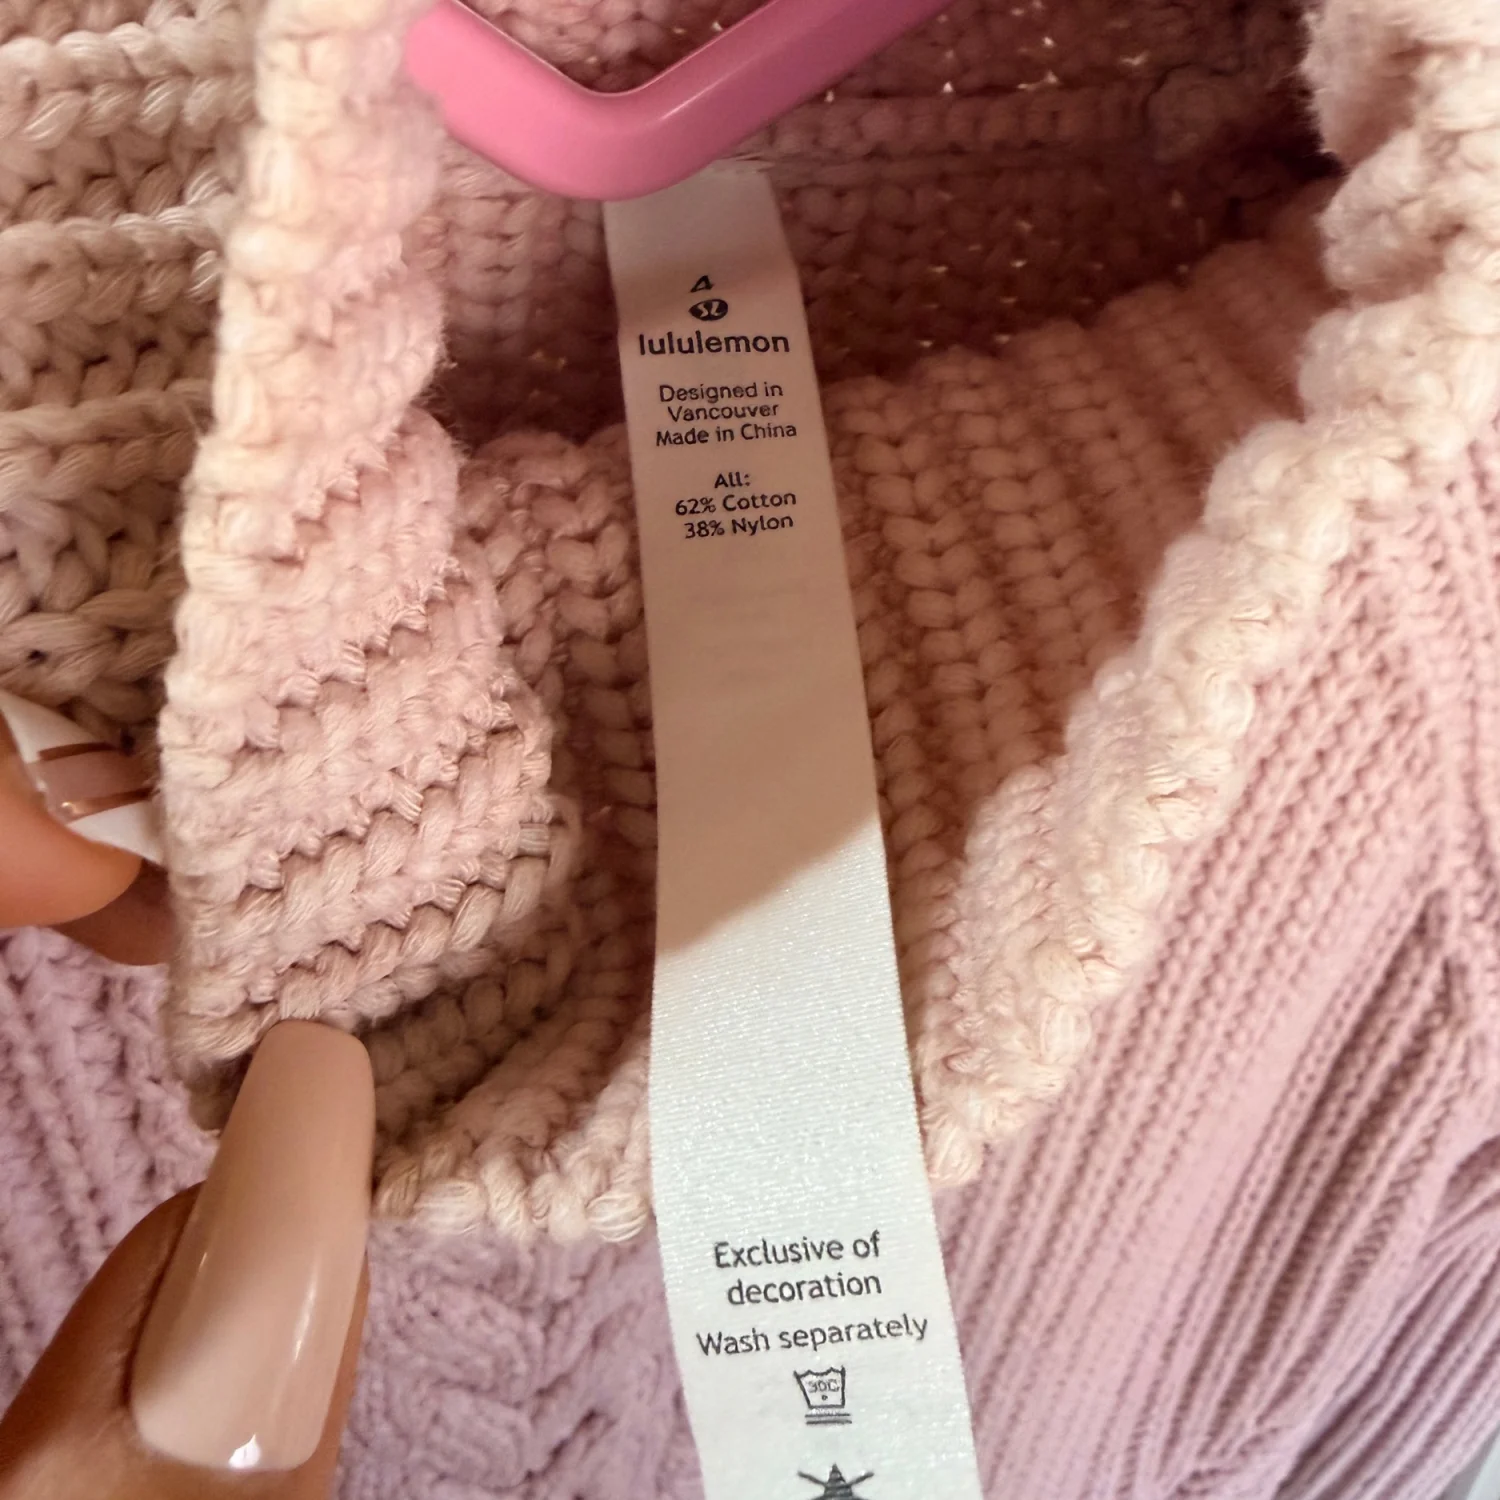 4
lululemon
Designed in
Vancouver
Made in China
All:
62% Cotton
38% Nylon
Exclusive of
decoration
Wash separately
30C